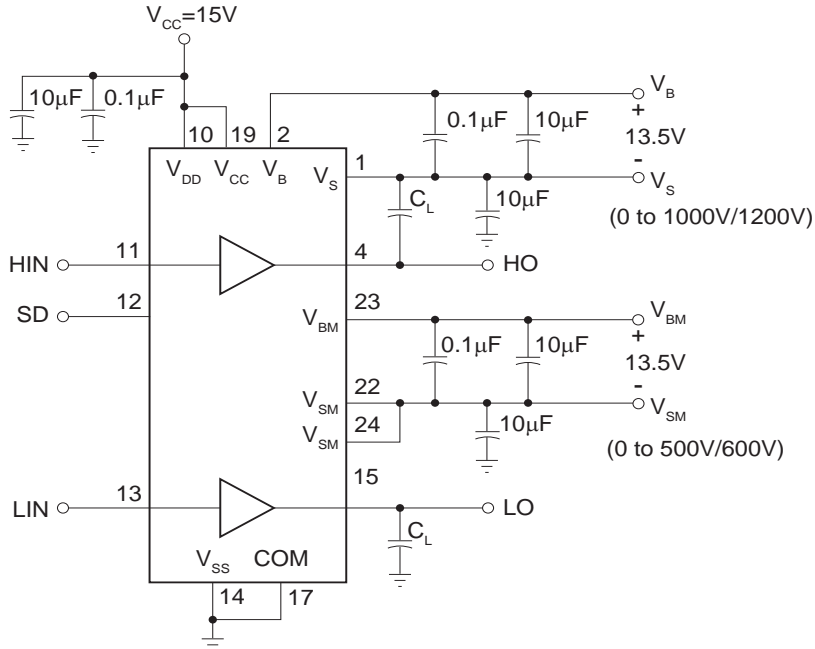 V_CC=15V
10μF 0.1μF
10 19 2
V_DD V_CC V_B
V_S 1
0.1μF 10μF
V_B
+
13.5V
-
V_S
(0 to 1000V/1200V)
C_L 10μF
HIN 11
4 HO
SD 12
V_BM 23
0.1μF 10μF
V_BM
+
13.5V
-
V_SM
(0 to 500V/600V)
V_SM 22
V_SM 24
10μF
LIN 13
15 LO
C_L
V_SS COM
14 17